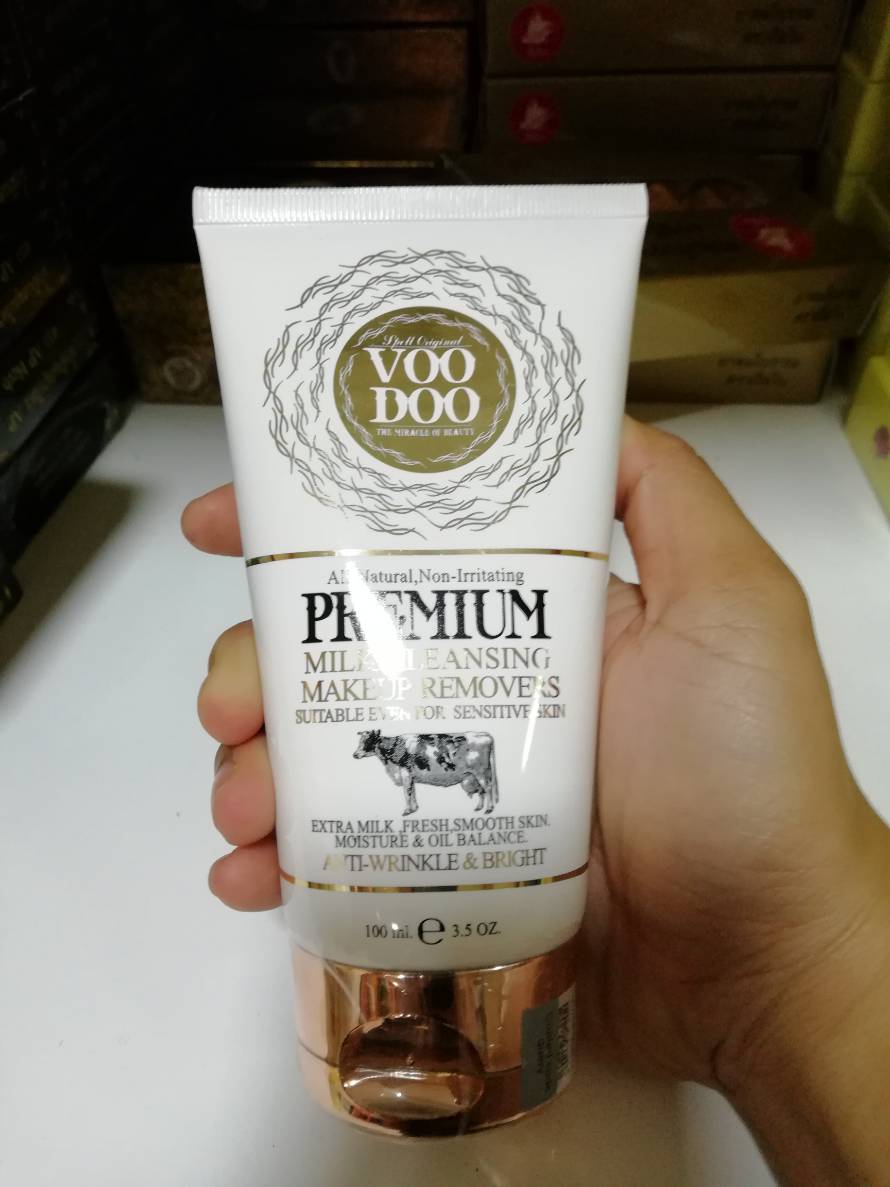 Spell Original
VOO
DOO
THE MIRACLE OF BEAUTY
All Natural,Non-Irritating
PREMIUM
MILK CLEANSING
MAKEUP REMOVERS
SUITABLE EVEN FOR SENSITIVE SKIN
EXTRA MILK ,FRESH,SMOOTH SKIN.
MOISTURE & OIL BALANCE.
ANTI-WRINKLE & BRIGHT
100 ml. e 3.5 OZ.